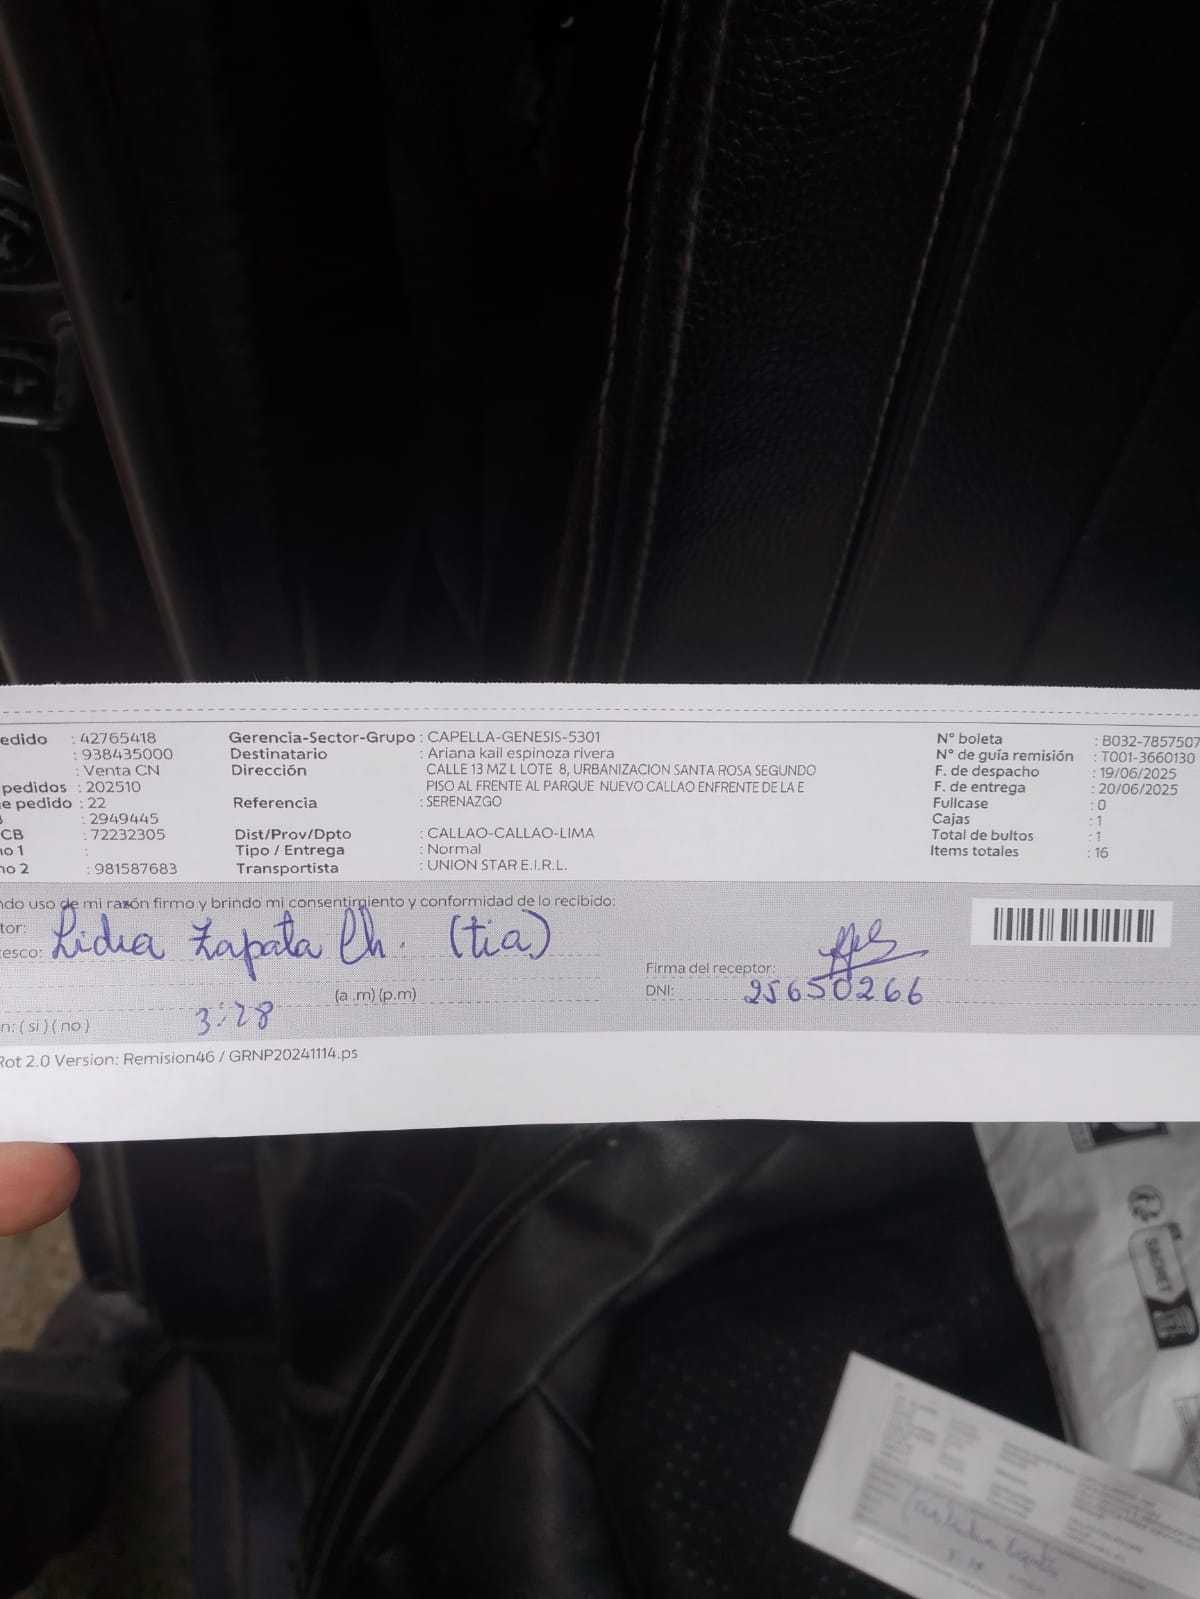 edido : 42765418
: 938435000
: Venta CN
pedidos : 202510
e pedido : 22
: 2949445
CB : 72232305
no 1 :
no 2 : 981587683
Gerencia-Sector-Grupo : CAPELLA-GENESIS-5301
Destinatario : Ariana kail espinoza rivera
Dirección : CALLE 13 MZ L LOTE 8, URBANIZACION SANTA ROSA SEGUNDO
PISO AL FRENTE AL PARQUE NUEVO CALLAO ENFRENTE DE LA E
Referencia : SERENAZGO
Dist/Prov/Dpto : CALLAO-CALLAO-LIMA
Tipo / Entrega : Normal
Transportista : UNION STAR E.I.R.L.
N° boleta : B032-7857507
N° de guía remisión : T001-3660130
F. de despacho : 19/06/2025
F. de entrega : 20/06/2025
Fullcase : 0
Cajas : 1
Total de bultos : 1
Items totales : 16
ndo uso de mi razón firmo y brindo mi consentimiento y conformidad de lo recibido:
tor: Lidia Zapata Ch. (tia)
esco:
Firma del receptor:
DNI: 25650266
(a .m) (p.m)
3:28
n: ( si ) ( no )
Rot 2.0 Version: Remision46 / GRNP20241114.ps
SACHET